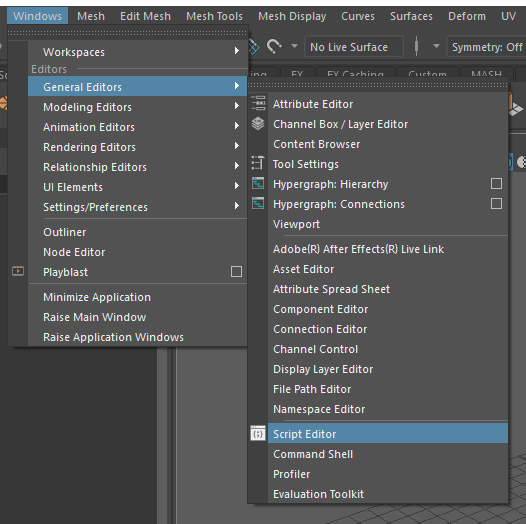 Windows Mesh Edit Mesh Mesh Tools Mesh Display Curves Surfaces Deform UV
No Live Surface Symmetry: Off
FX FX Caching Custom MASH
Workspaces
Editors
General Editors
Modeling Editors
Animation Editors
Rendering Editors
Relationship Editors
UI Elements
Settings/Preferences
Outliner
Node Editor
Playblast
Minimize Application
Raise Main Window
Raise Application Windows
Attribute Editor
Channel Box / Layer Editor
Content Browser
Tool Settings
Hypergraph: Hierarchy
Hypergraph: Connections
Viewport
Adobe(R) After Effects(R) Live Link
Asset Editor
Attribute Spread Sheet
Component Editor
Connection Editor
Channel Control
Display Layer Editor
File Path Editor
Namespace Editor
Script Editor
Command Shell
Profiler
Evaluation Toolkit